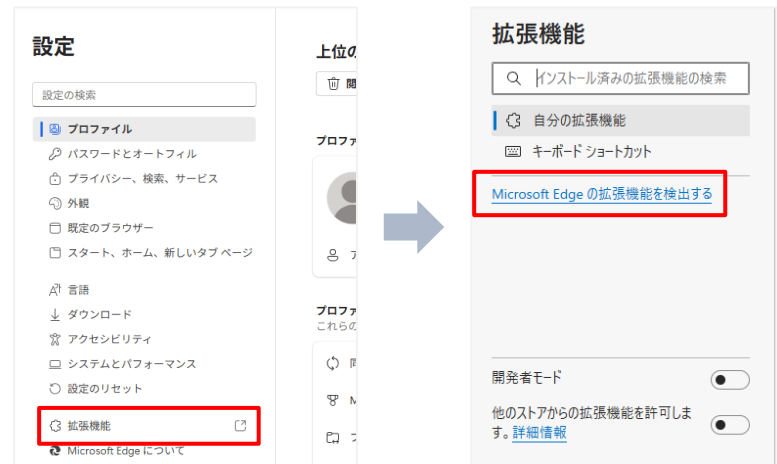 設定
設定の検索
プロファイル
パスワードとオートフィル
プライバシー、検索、サービス
外観
既定のブラウザー
スタート、ホーム、新しいタブ ページ
言語
ダウンロード
アクセシビリティ
システムとパフォーマンス
設定のリセット
拡張機能
Microsoft Edge について
上位の
プロファ
ア
プロファ
これらの
M
拡張機能
インストール済みの拡張機能の検索
自分の拡張機能
キーボード ショートカット
Microsoft Edge の拡張機能を検出する
開発者モード
他のストアからの拡張機能を許可しま
す。詳細情報